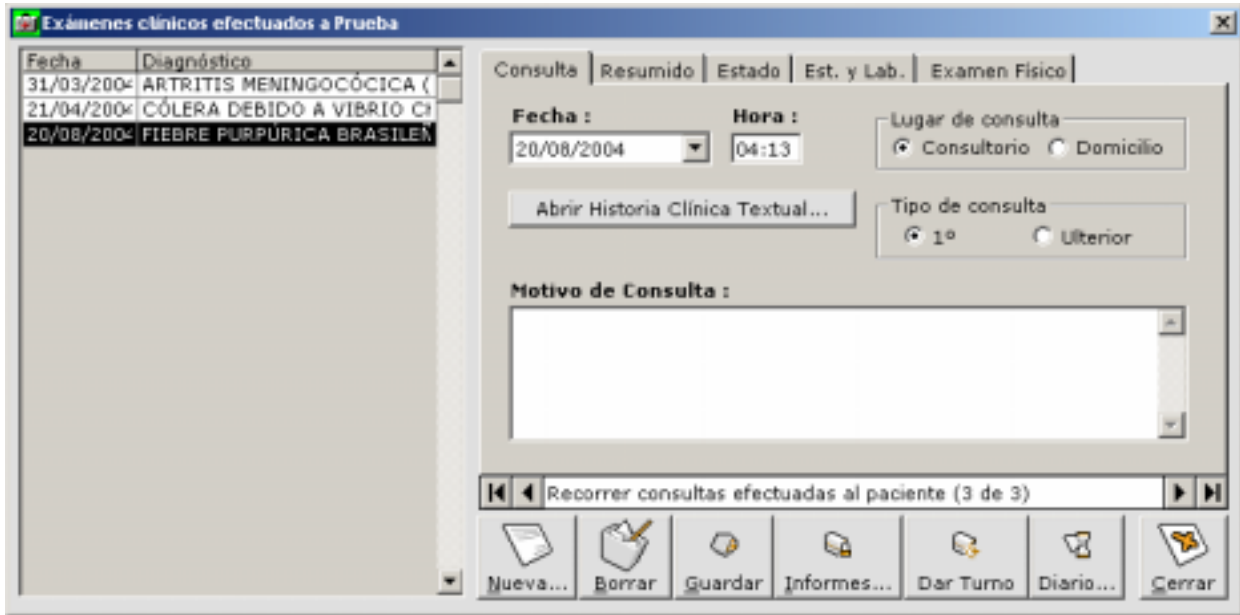 Exámenes clínicos efectuados a Prueba
Fecha Diagnóstico
31/03/2004 ARTRITIS MENINGOCÓCICA (
21/04/2004 CÓLERA DEBIDO A VIBRIO CH
20/08/2004 FIEBRE PURPÚRICA BRASILEÑ
Consulta Resumido Estado Est. y Lab. Examen Físico
Fecha : Hora : Lugar de consulta
20/08/2004 04:13 Consultorio Domicilio
Abrir Historia Clínica Textual... Tipo de consulta
1º Ulterior
Motivo de Consulta :
Recorrer consultas efectuadas al paciente (3 de 3)
Nueva... Borrar Guardar Informes... Dar Turno Diario... Cerrar